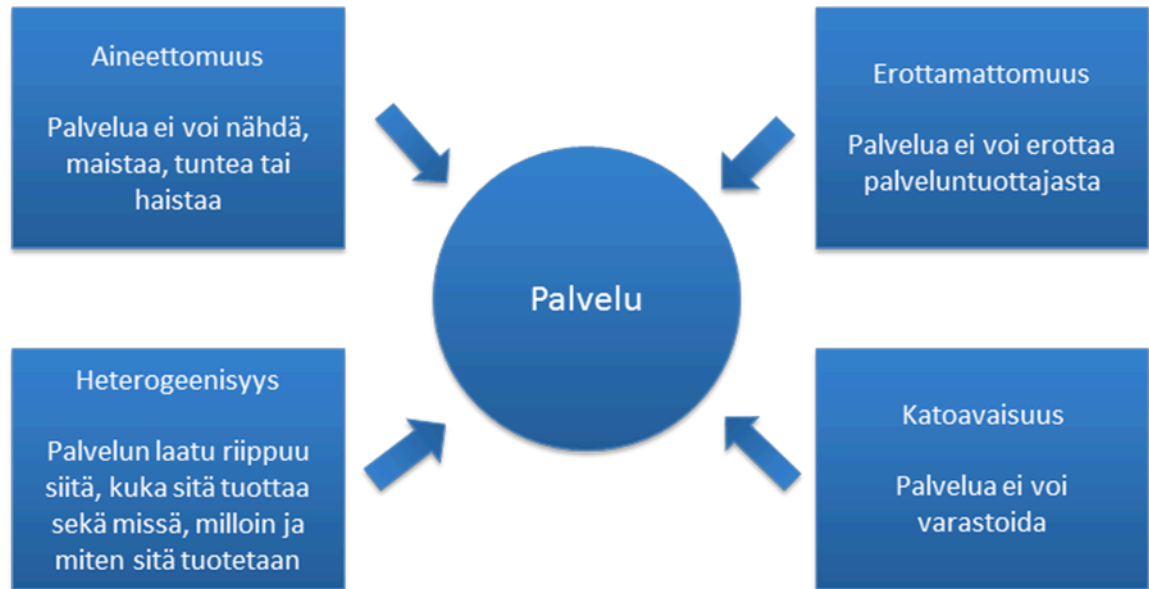 Aineettomuus
Palvelua ei voi nähdä,
maistaa, tuntea tai
haistaa
Erottamattomuus
Palvelua ei voi erottaa
palveluntuottajasta
Palvelu
Heterogeenisyys
Palvelun laatu riippuu
siitä, kuka sitä tuottaa
sekä missä, milloin ja
miten sitä tuotetaan
Katoavaisuus
Palvelua ei voi
varastoida